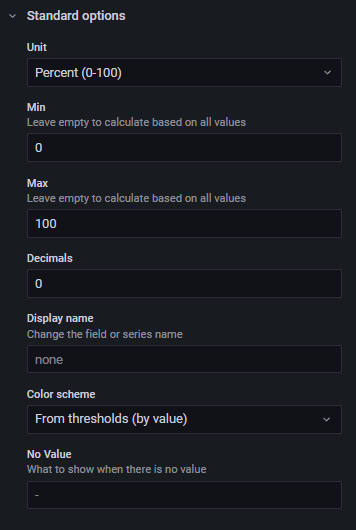 Standard options
Unit
Percent (0-100)
Min
Leave empty to calculate based on all values
0
Max
Leave empty to calculate based on all values
100
Decimals
0
Display name
Change the field or series name
none
Color scheme
From thresholds (by value)
No Value
What to show when there is no value
-